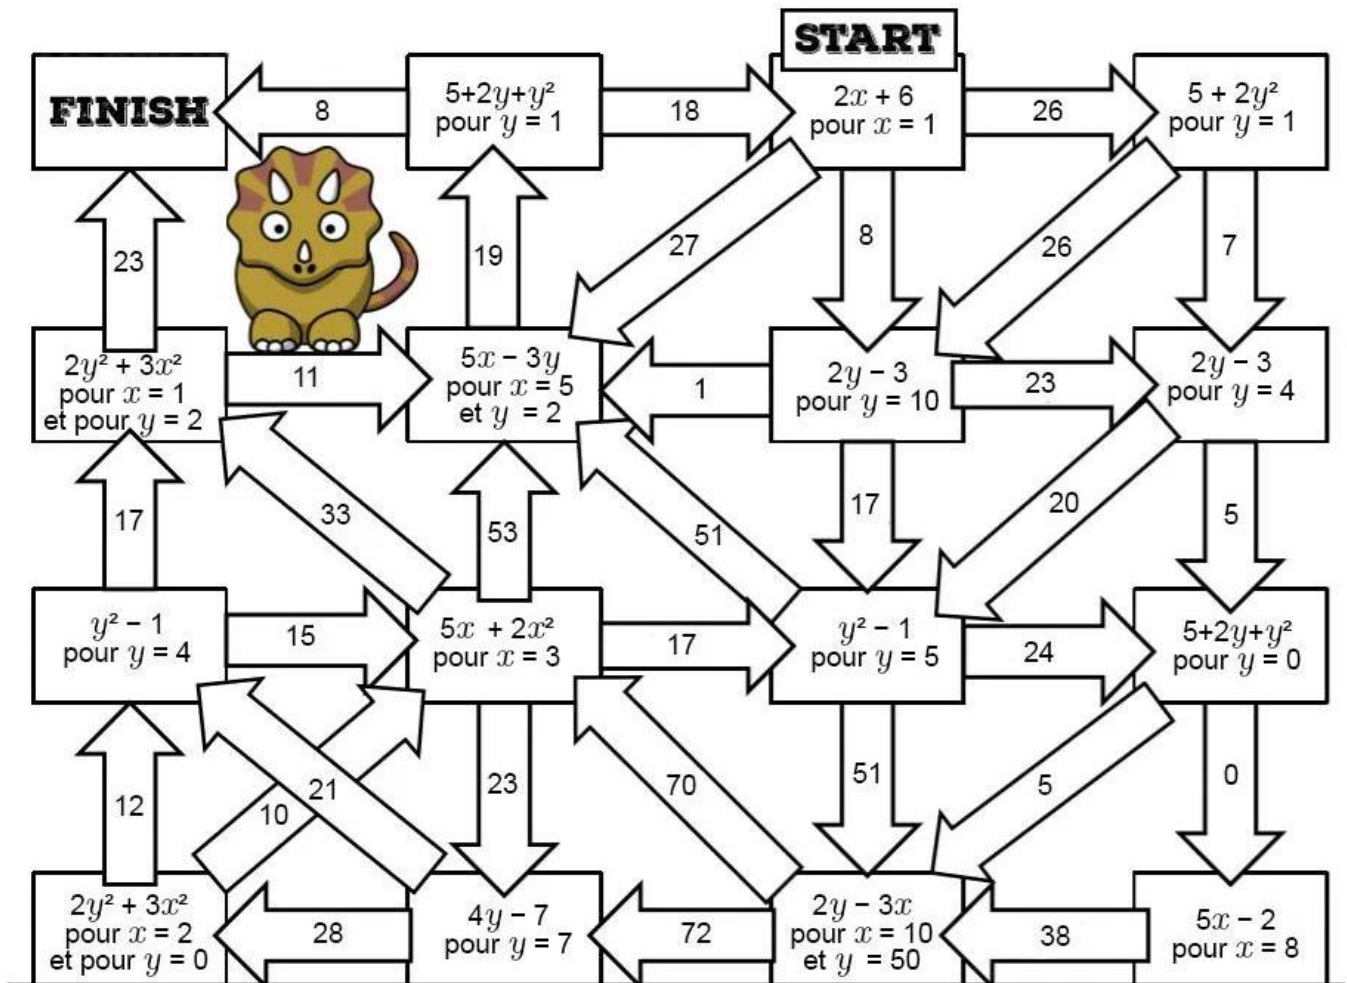 START
FINISH
8
5+2y+y²
pour y = 1
18
2x + 6
pour x = 1
26
5 + 2y²
pour y = 1
23
19
27
8
26
7
2y² + 3x²
pour x = 1
et pour y = 2
11
5x − 3y
pour x = 5
et y = 2
1
2y − 3
pour y = 10
23
2y − 3
pour y = 4
17
33
53
51
17
20
5
y² − 1
pour y = 4
15
5x + 2x²
pour x = 3
17
y² − 1
pour y = 5
24
5+2y+y²
pour y = 0
12
10
21
23
70
51
5
0
2y² + 3x²
pour x = 2
et pour y = 0
28
4y − 7
pour y = 7
72
2y − 3x
pour x = 10
et y = 50
38
5x − 2
pour x = 8